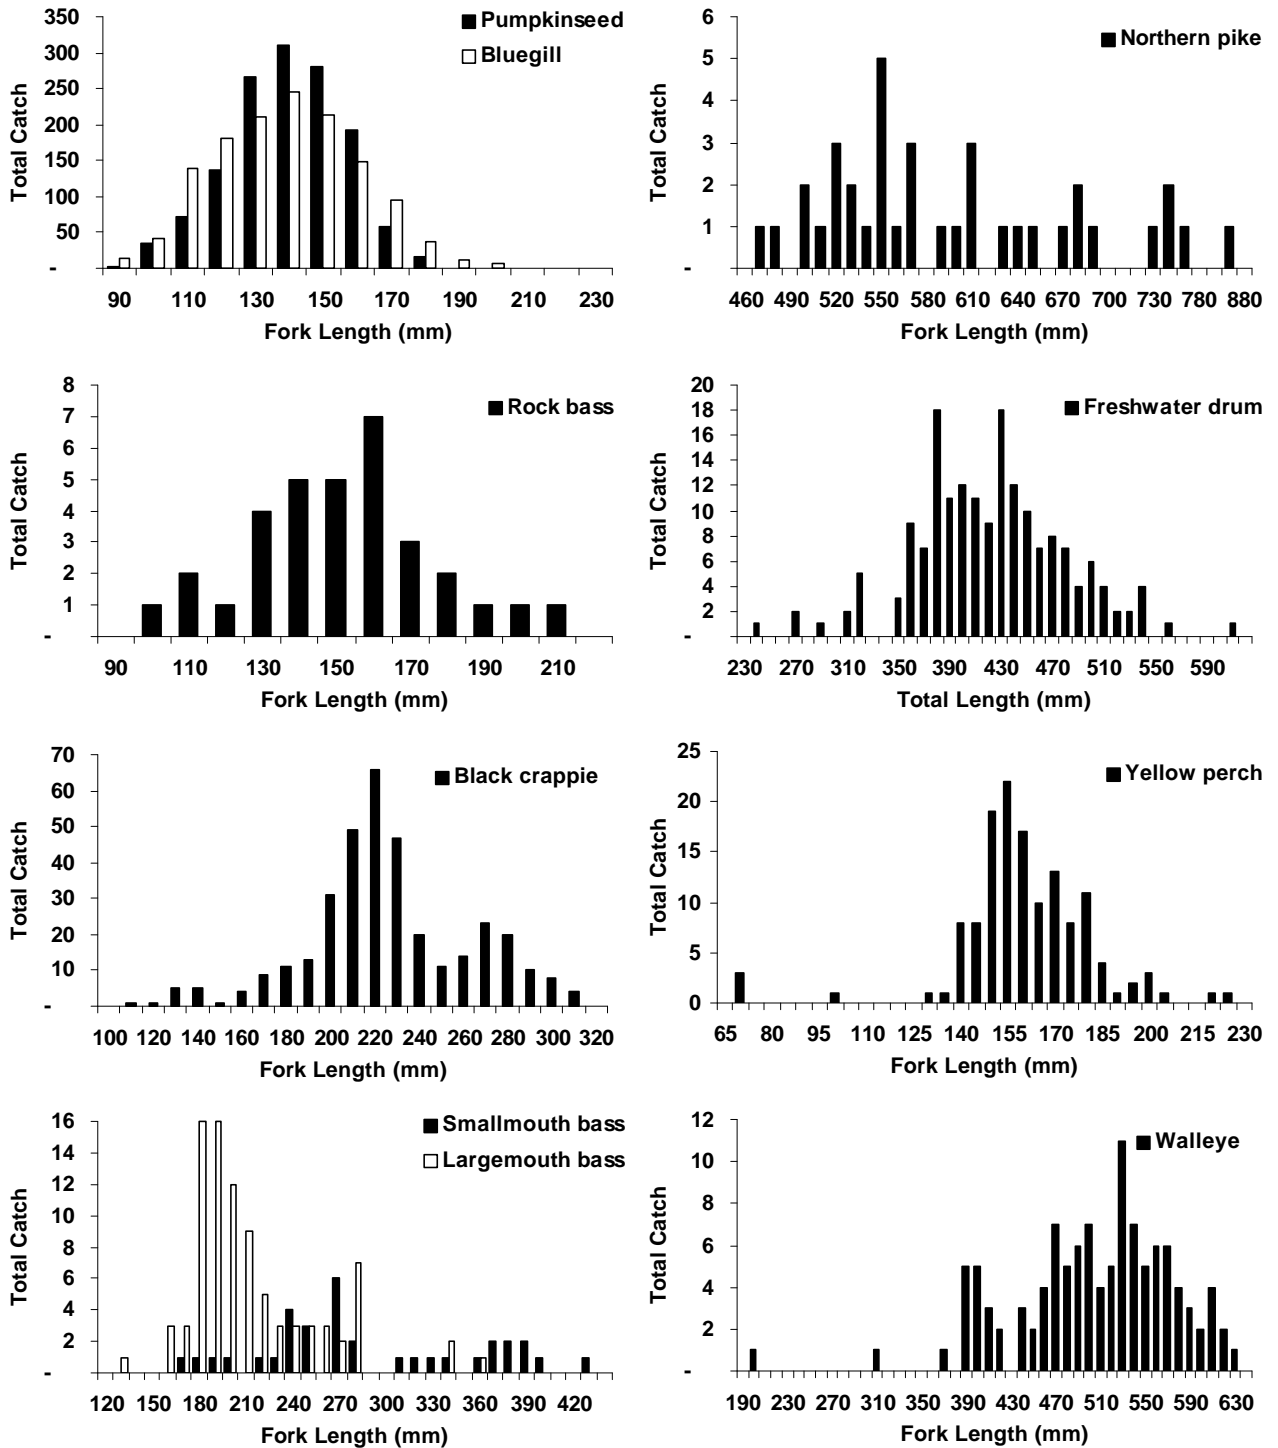 Pumpkinseed
Bluegill
Total Catch
350
300
250
200
150
100
50
-
90 110 130 150 170 190 210 230
Fork Length (mm)
Northern pike
Total Catch
6
5
4
3
2
1
-
460 490 520 550 580 610 640 670 700 730 780 880
Fork Length (mm)
Rock bass
Total Catch
8
7
6
5
4
3
2
1
-
90 110 130 150 170 190 210
Fork Length (mm)
Freshwater drum
Total Catch
20
18
16
14
12
10
8
6
4
2
-
230 270 310 350 390 430 470 510 550 590
Total Length (mm)
Black crappie
Total Catch
70
60
50
40
30
20
10
-
100 120 140 160 180 200 220 240 260 280 300 320
Fork Length (mm)
Yellow perch
Total Catch
25
20
15
10
5
0
65 80 95 110 125 140 155 170 185 200 215 230
Fork Length (mm)
Smallmouth bass
Largemouth bass
Total Catch
16
14
12
10
8
6
4
2
-
120 150 180 210 240 270 300 330 360 390 420
Fork Length (mm)
Walleye
Total Catch
12
10
8
6
4
2
-
190 230 270 350 390 430 470 510 550 590 630
Fork Length (mm)